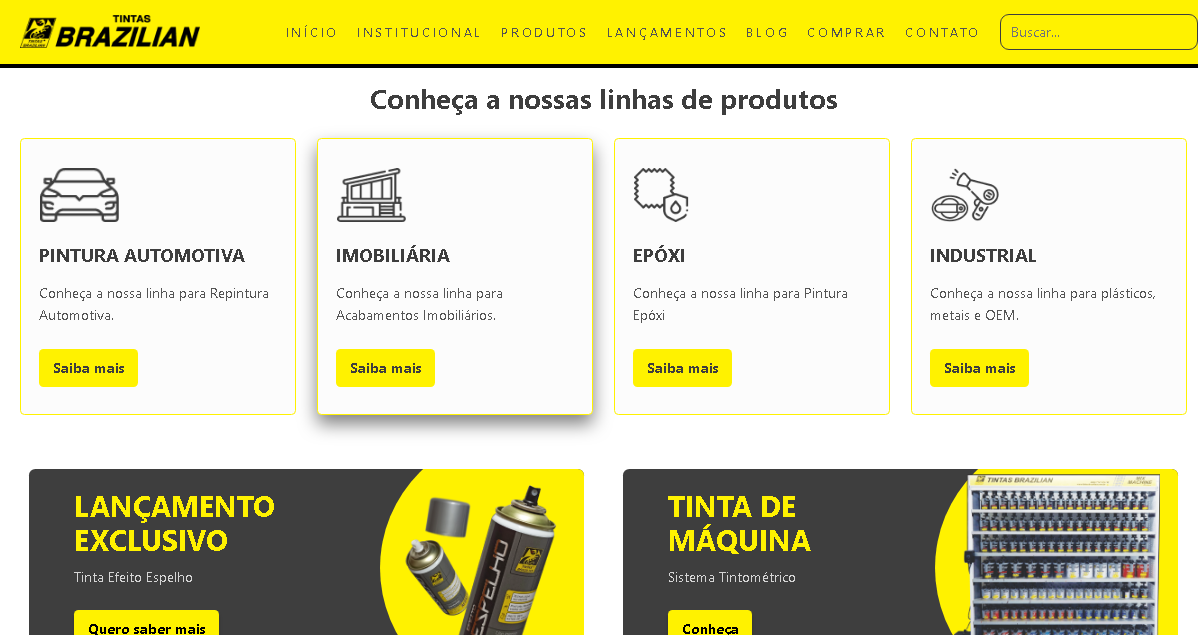 TINTAS
BRAZILIAN
INÍCIO INSTITUCIONAL PRODUTOS LANÇAMENTOS BLOG COMPRAR CONTATO
Buscar...
Conheça a nossas linhas de produtos
PINTURA AUTOMOTIVA
Conheça a nossa linha para Repintura
Automotiva.
Saiba mais
IMOBILIÁRIA
Conheça a nossa linha para
Acabamentos Imobiliários.
Saiba mais
EPÓXI
Conheça a nossa linha para Pintura
Epóxi
Saiba mais
INDUSTRIAL
Conheça a nossa linha para plásticos,
metais e OEM.
Saiba mais
LANÇAMENTO
EXCLUSIVO
Tinta Efeito Espelho
Quero saber mais
ESPELHO
TINTA DE
MÁQUINA
Sistema Tintométrico
Conheça
TINTAS BRAZILIAN
MIX
MACHINE